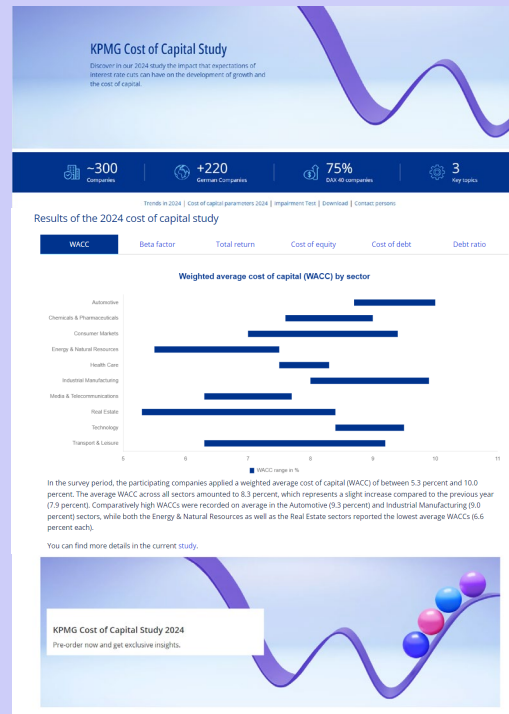 KPMG Cost of Capital Study
Discover in our 2024 study the impact that expectations of
interest rate cuts can have on the development of growth and
the cost of capital.
~300
Companies
+220
German Companies
75%
DAX 40 companies
3
Key topics
Trends in 2024 | Cost of capital parameters 2024 | Impairment Test | Download | Contact persons
Results of the 2024 cost of capital study
WACC Beta factor Total return Cost of equity Cost of debt Debt ratio
Weighted average cost of capital (WACC) by sector
Automotive
Chemicals & Pharmaceuticals
Consumer Markets
Energy & Natural Resources
Health Care
Industrial Manufacturing
Media & Telecommunications
Real Estate
Technology
Transport & Leisure
5 6 7 8 9 10 11
WACC range in %
In the survey period, the participating companies applied a weighted average cost of capital (WACC) of between 5.3 percent and 10.0
percent. The average WACC across all sectors amounted to 8.3 percent, which represents a slight increase compared to the previous year
(7.9 percent). Comparatively high WACCs were recorded on average in the Automotive (9.3 percent) and Industrial Manufacturing (9.0
percent) sectors, while both the Energy & Natural Resources as well as the Real Estate sectors reported the lowest average WACCs (6.6
percent each).
You can find more details in the current study.
KPMG Cost of Capital Study 2024
Pre-order now and get exclusive insights.